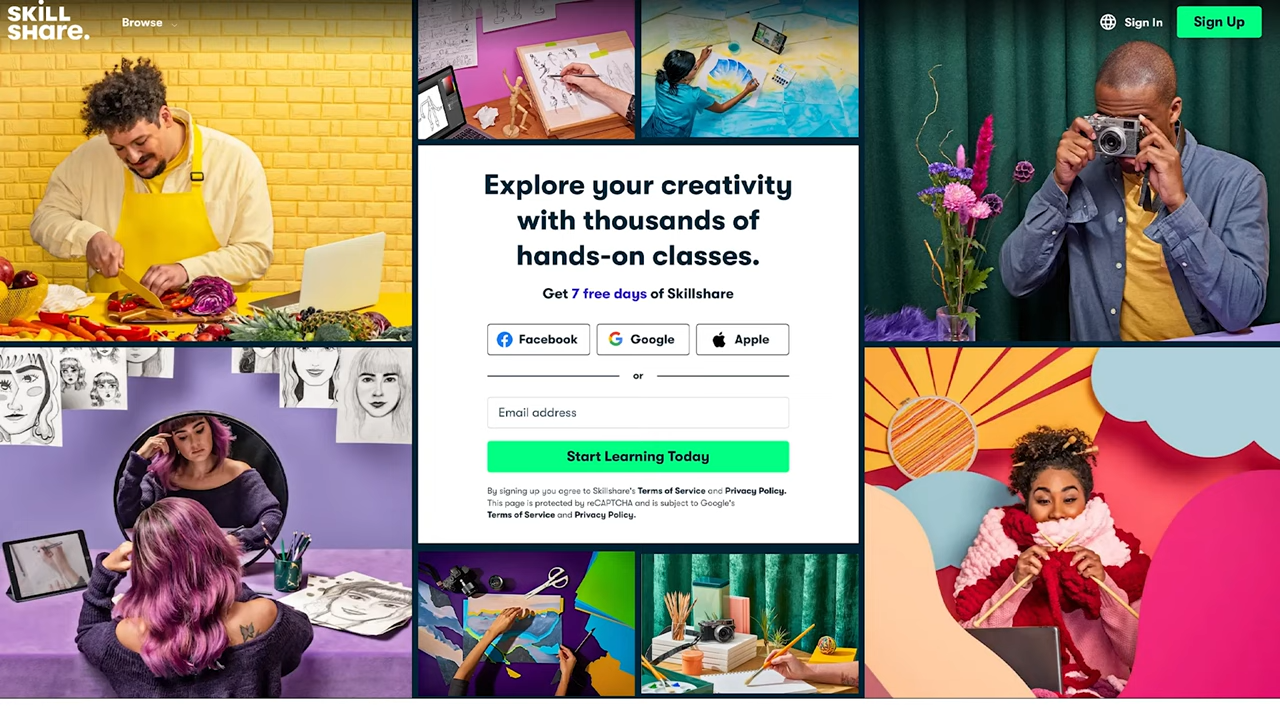 SKiLL
SHare.
Browse
Sign In
Sign Up
Explore your creativity
with thousands of
hands-on classes.
Get 7 free days of Skillshare
Facebook
Google
Apple
or
Email address
Start Learning Today
By signing up you agree to Skillshare's Terms of Service and Privacy Policy.
This page is protected by reCAPTCHA and is subject to Google's
Terms of Service and Privacy Policy.